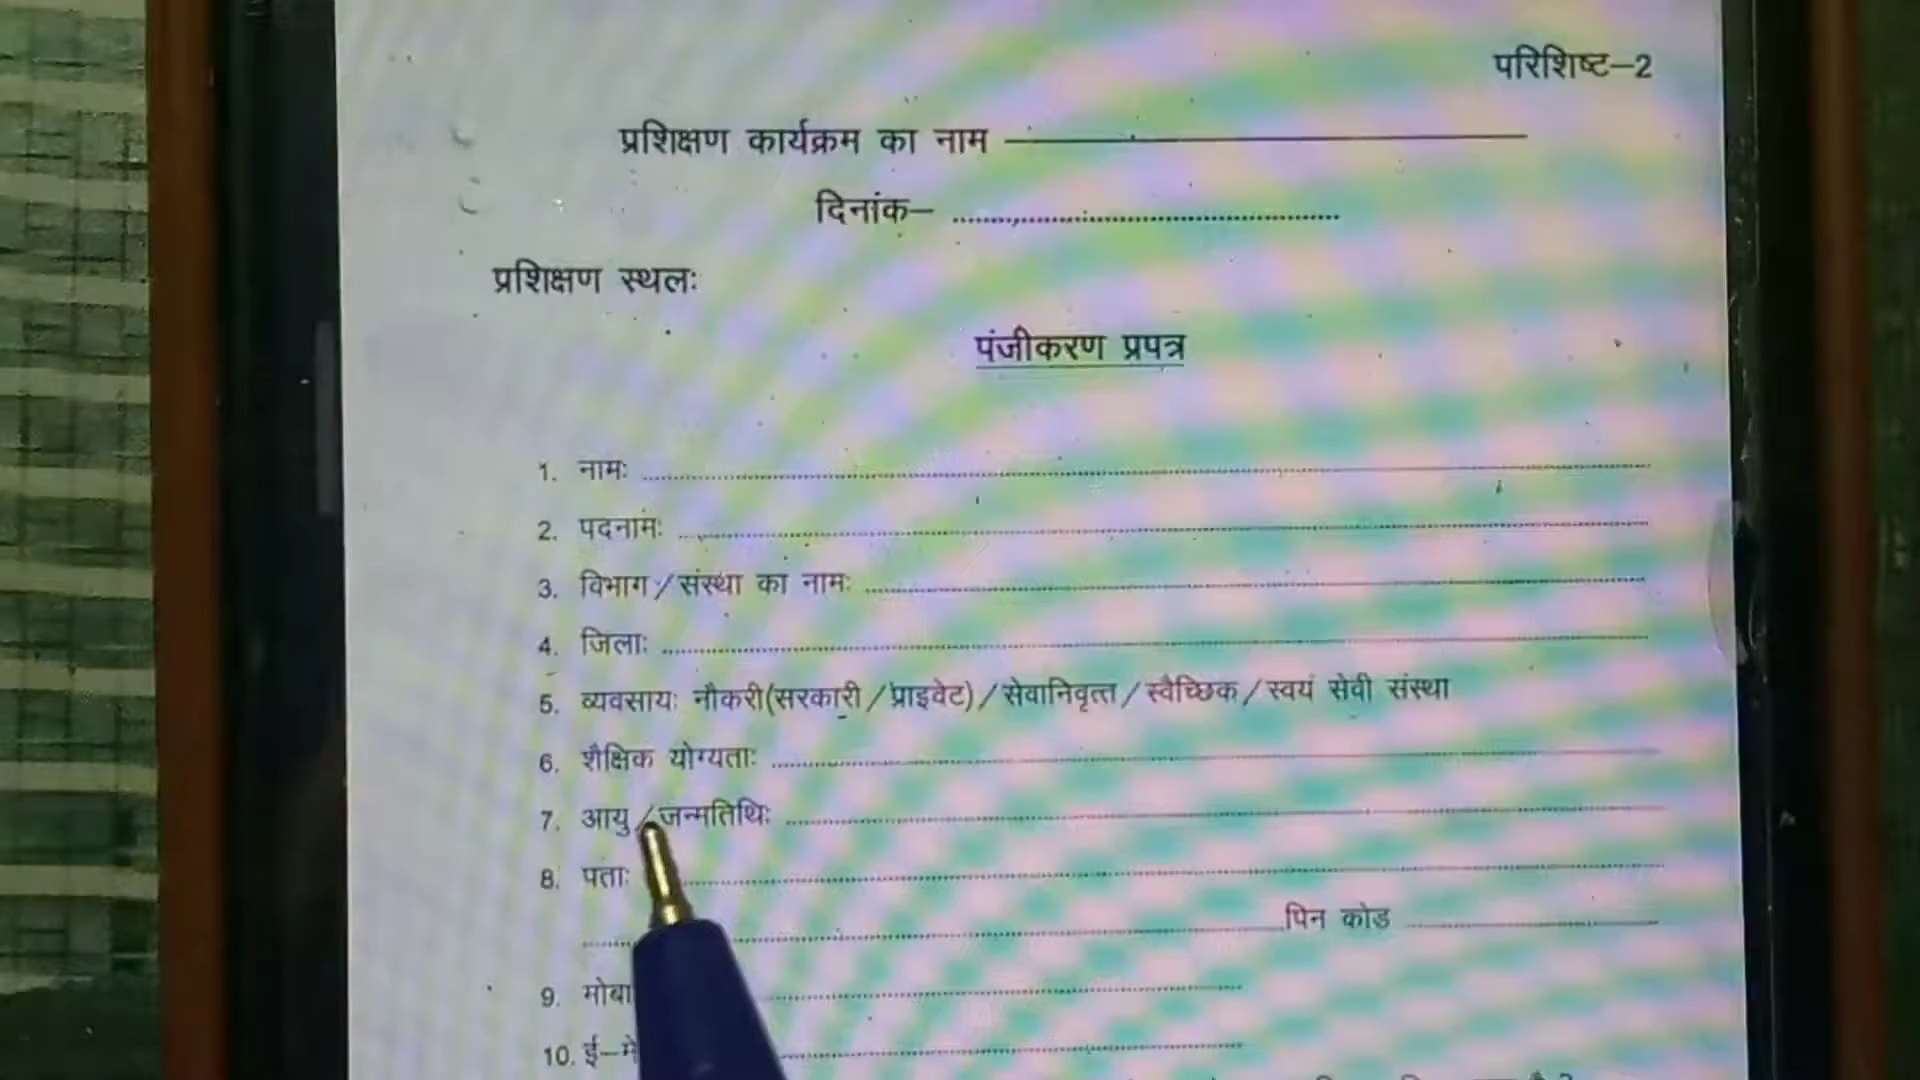 परिशिष्ट–2
प्रशिक्षण कार्यक्रम का नाम
दिनांक–
प्रशिक्षण स्थलः
पंजीकरण प्रपत्र
1. नामः
2. पदनामः
3. विभाग/संस्था का नामः
4. जिलाः
5. व्यवसायः नौकरी(सरकारी/प्राइवेट)/सेवानिवृत्त/स्वैच्छिक/स्वयं सेवी संस्था
6. शैक्षिक योग्यताः
7. आयु/जन्मतिथिः
8. पताः
पिन कोड
9.
10.